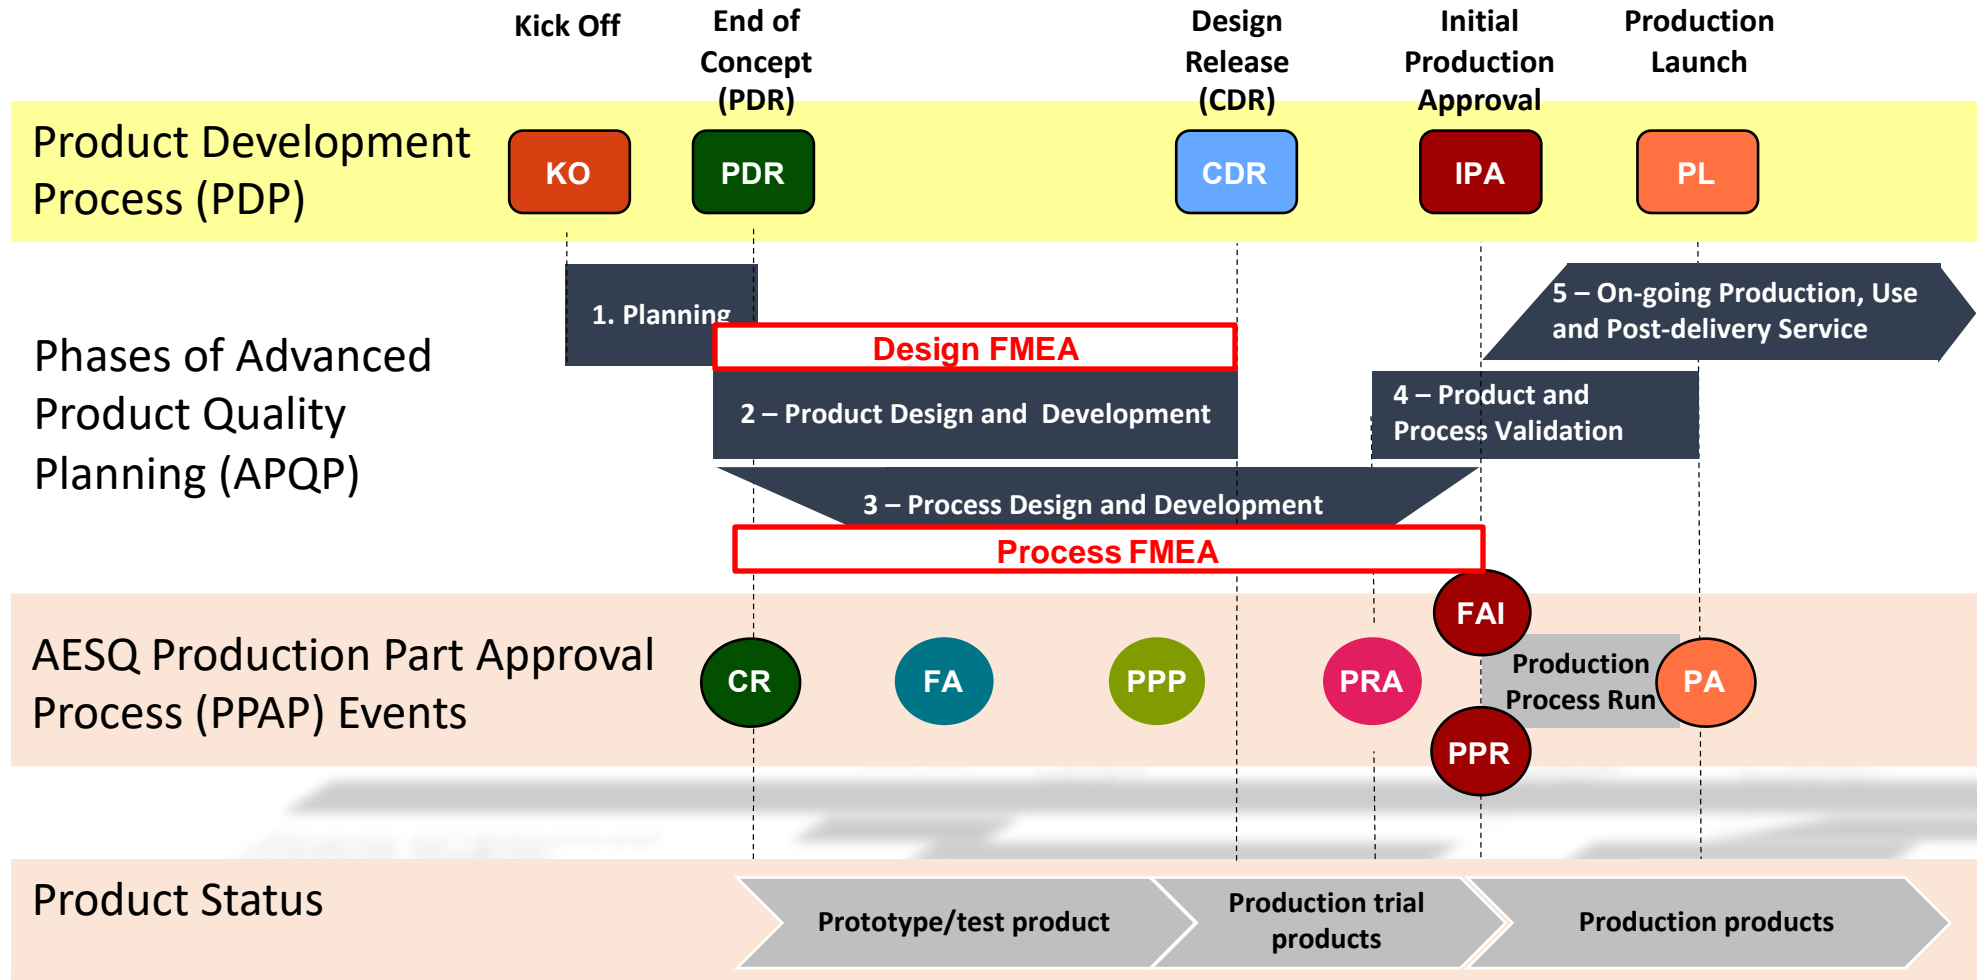 Kick Off
End of
Concept
(PDR)
Design
Release
(CDR)
Initial
Production
Approval
Production
Launch
Product Development
Process (PDP)
KO
PDR
CDR
IPA
PL
Phases of Advanced
Product Quality
Planning (APQP)
1. Planning
Design FMEA
2 – Product Design and Development
3 – Process Design and Development
Process FMEA
4 – Product and
Process Validation
5 – On-going Production, Use
and Post-delivery Service
AESQ Production Part Approval
Process (PPAP) Events
CR
FA
PPP
PRA
FAI
PPR
Production
Process Run
PA
Product Status
Prototype/test product
Production trial
products
Production products